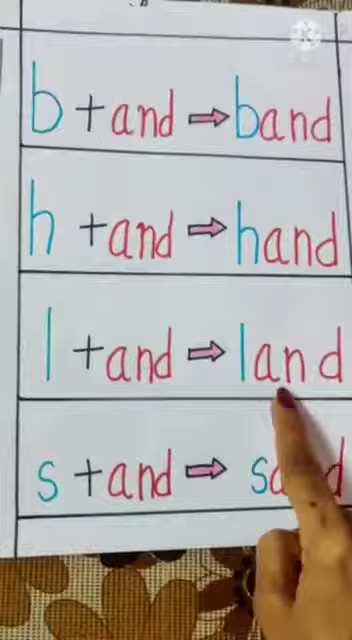 b + and ⇒ band
h + and ⇒ hand
l + and ⇒ land
s + and ⇒